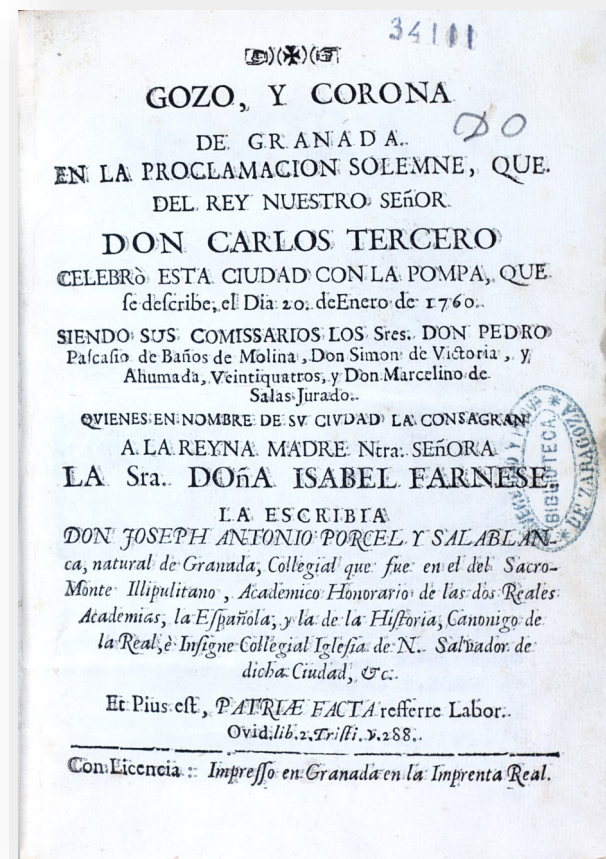 34111
GOZO, Y CORONA
DE GRANADA.
EN LA PROCLAMACION SOLEMNE, QUE
DEL REY NUESTRO SEñOR
DON CARLOS TERCERO
CELEBRò ESTA CIUDAD CON LA POMPA, QUE
se describe, el Dia 20. de Enero de 1760.
SIENDO SUS COMISSARIOS LOS Sres. DON PEDRO
Pascasio de Baños de Molina, Don Simon de Victoria, y
Ahumada, Veintiquatros, y Don Marcelino de
Salas Jurado.
QVIENES EN NOMBRE DE SV CIVDAD LA CONSAGRAN
A LA REYNA MADRE Ntra. SEñORA
LA Sra. DOñA ISABEL FARNESE.
LA ESCRIBIA
DON JOSEPH ANTONIO PORCEL Y SALABLAN-
ca, natural de Granada, Collegial que fue en el del Sacro-
Monte Illipulitano, Academico Honorario de las dos Reales
Academias, la Española, y la de la Historia, Canonigo de
la Real, è Insigne Collegial Iglesia de N. Salvador de
dicha Ciudad, &c.
Et Pius est, PATRIÆ FACTA refferre Labor.
Ovid. lib. 2. Tristi. v. 288.
Con Licencia: Impresso en Granada en la Imprenta Real.
BIBLIOTECA
DE ZARAGOZA